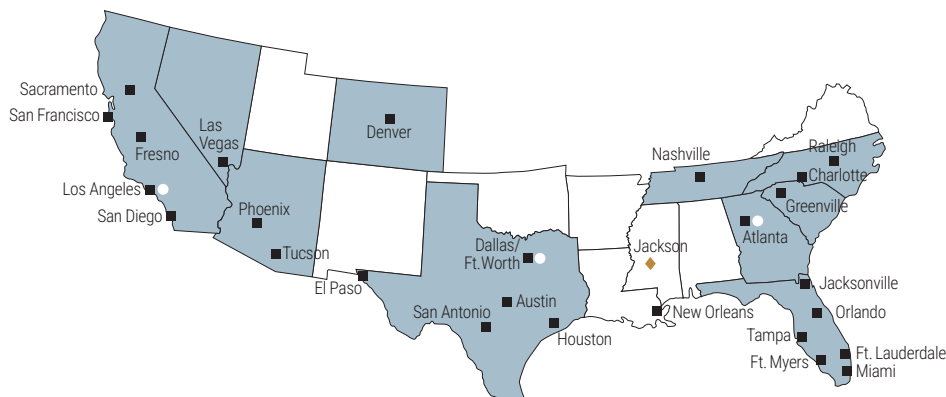 Sacramento
San Francisco
Fresno
Las
Vegas
Los Angeles
San Diego
Phoenix
Tucson
Denver
El Paso
Dallas/
Ft.Worth
Austin
San Antonio
Houston
Jackson
New Orleans
Nashville
Raleigh
Charlotte
Greenville
Atlanta
Jacksonville
Orlando
Tampa
Ft. Lauderdale
Ft. Myers
Miami